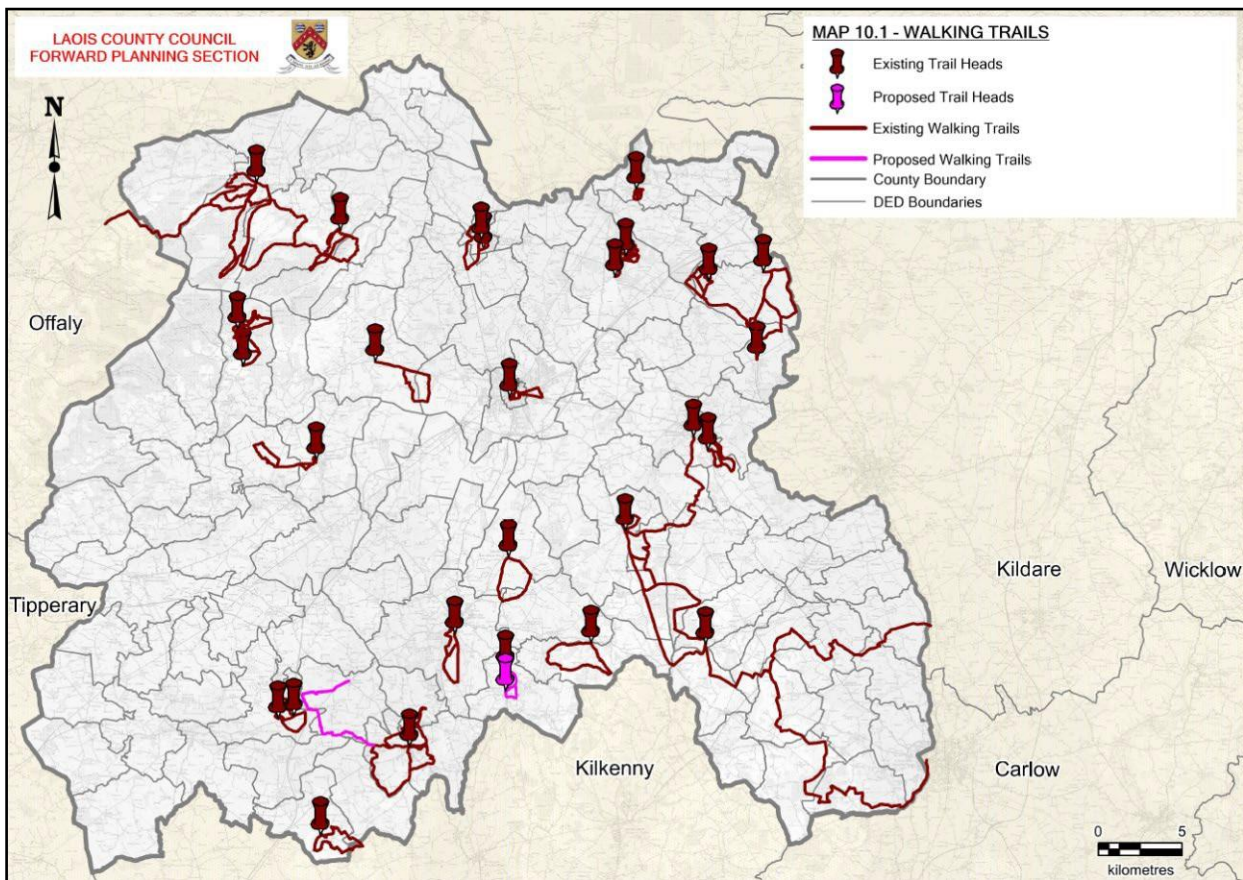 LAOIS COUNTY COUNCIL
FORWARD PLANNING SECTION
MAP 10.1 - WALKING TRAILS
Existing Trail Heads
Proposed Trail Heads
Existing Walking Trails
Proposed Walking Trails
County Boundary
DED Boundaries
N
Offaly
Tipperary
Kildare
Wicklow
Kilkenny
Carlow
0 5
kilometres